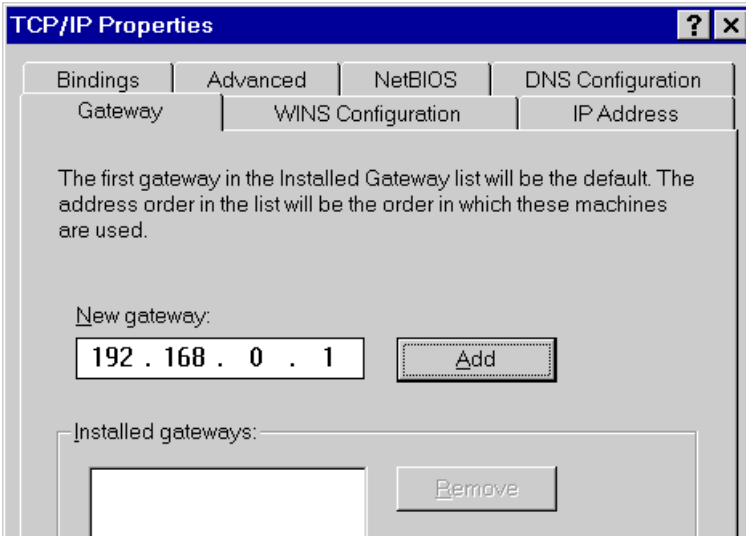 TCP/IP Properties
? ×
Bindings Advanced NetBIOS DNS Configuration
Gateway WINS Configuration IP Address
The first gateway in the Installed Gateway list will be the default. The
address order in the list will be the order in which these machines
are used.
New gateway:
192 . 168 . 0 . 1 Add
Installed gateways:
Remove